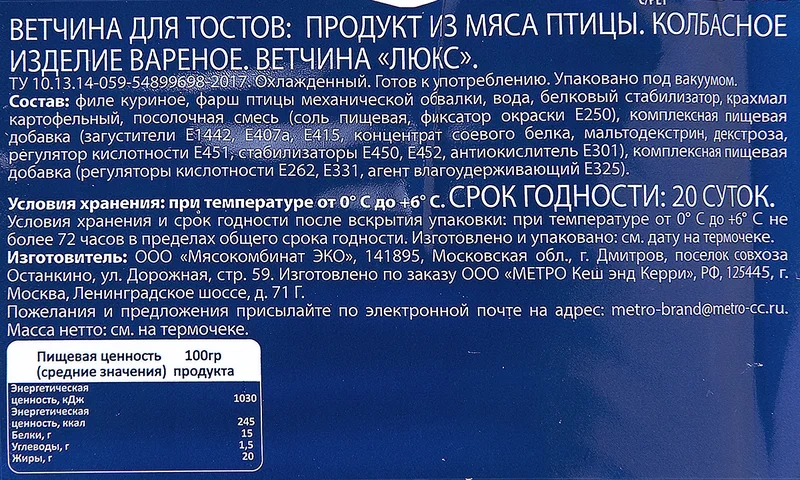 ВЕТЧИНА ДЛЯ ТОСТОВ: ПРОДУКТ ИЗ МЯСА ПТИЦЫ. КОЛБАСНОЕ
ИЗДЕЛИЕ ВАРЕНОЕ. ВЕТЧИНА «ЛЮКС».
ТУ 10.13.14-059-54899698-2017. Охлажденный. Готов к употреблению. Упаковано под вакуумом.
Состав: филе куриное, фарш птицы механической обвалки, вода, белковый стабилизатор, крахмал
картофельный, посолочная смесь (соль пищевая, фиксатор окраски Е250), комплексная пищевая
добавка (загустители Е1442, Е407а, Е415, концентрат соевого белка, мальтодекстрин, декстроза,
регулятор кислотности Е451, стабилизаторы Е450, Е452, антиокислитель Е301), комплексная пищевая
добавка (регуляторы кислотности Е262, Е331, агент влагоудерживающий Е325).
Условия хранения: при температуре от 0° С до +6° с. СРОК ГОДНОСТИ: 20 СУТОК.
Условия хранения и срок годности после вскрытия упаковки: при температуре от 0° С до +6° С не
более 72 часов в пределах общего срока годности. Изготовлено и упаковано: см. дату на термочеке.
Изготовитель: ООО «Мясокомбинат ЭКО», 141895, Московская обл., г. Дмитров, поселок совхоза
Останкино, ул. Дорожная, стр. 59. Изготовлено по заказу ООО «МЕТРО Кеш энд Керри», РФ, 125445, г.
Москва, Ленинградское шоссе, д. 71 Г.
Пожелания и предложения присылайте по электронной почте на адрес: metro-brand@metro-cc.ru.
Масса нетто: см. на термочеке.
Пищевая ценность 100гр
(средние значения) продукта
Энергетическая
ценность, кДж 1030
Энергетическая
ценность, ккал 245
Белки, г 15
Углеводы, г 1,5
Жиры, г 20